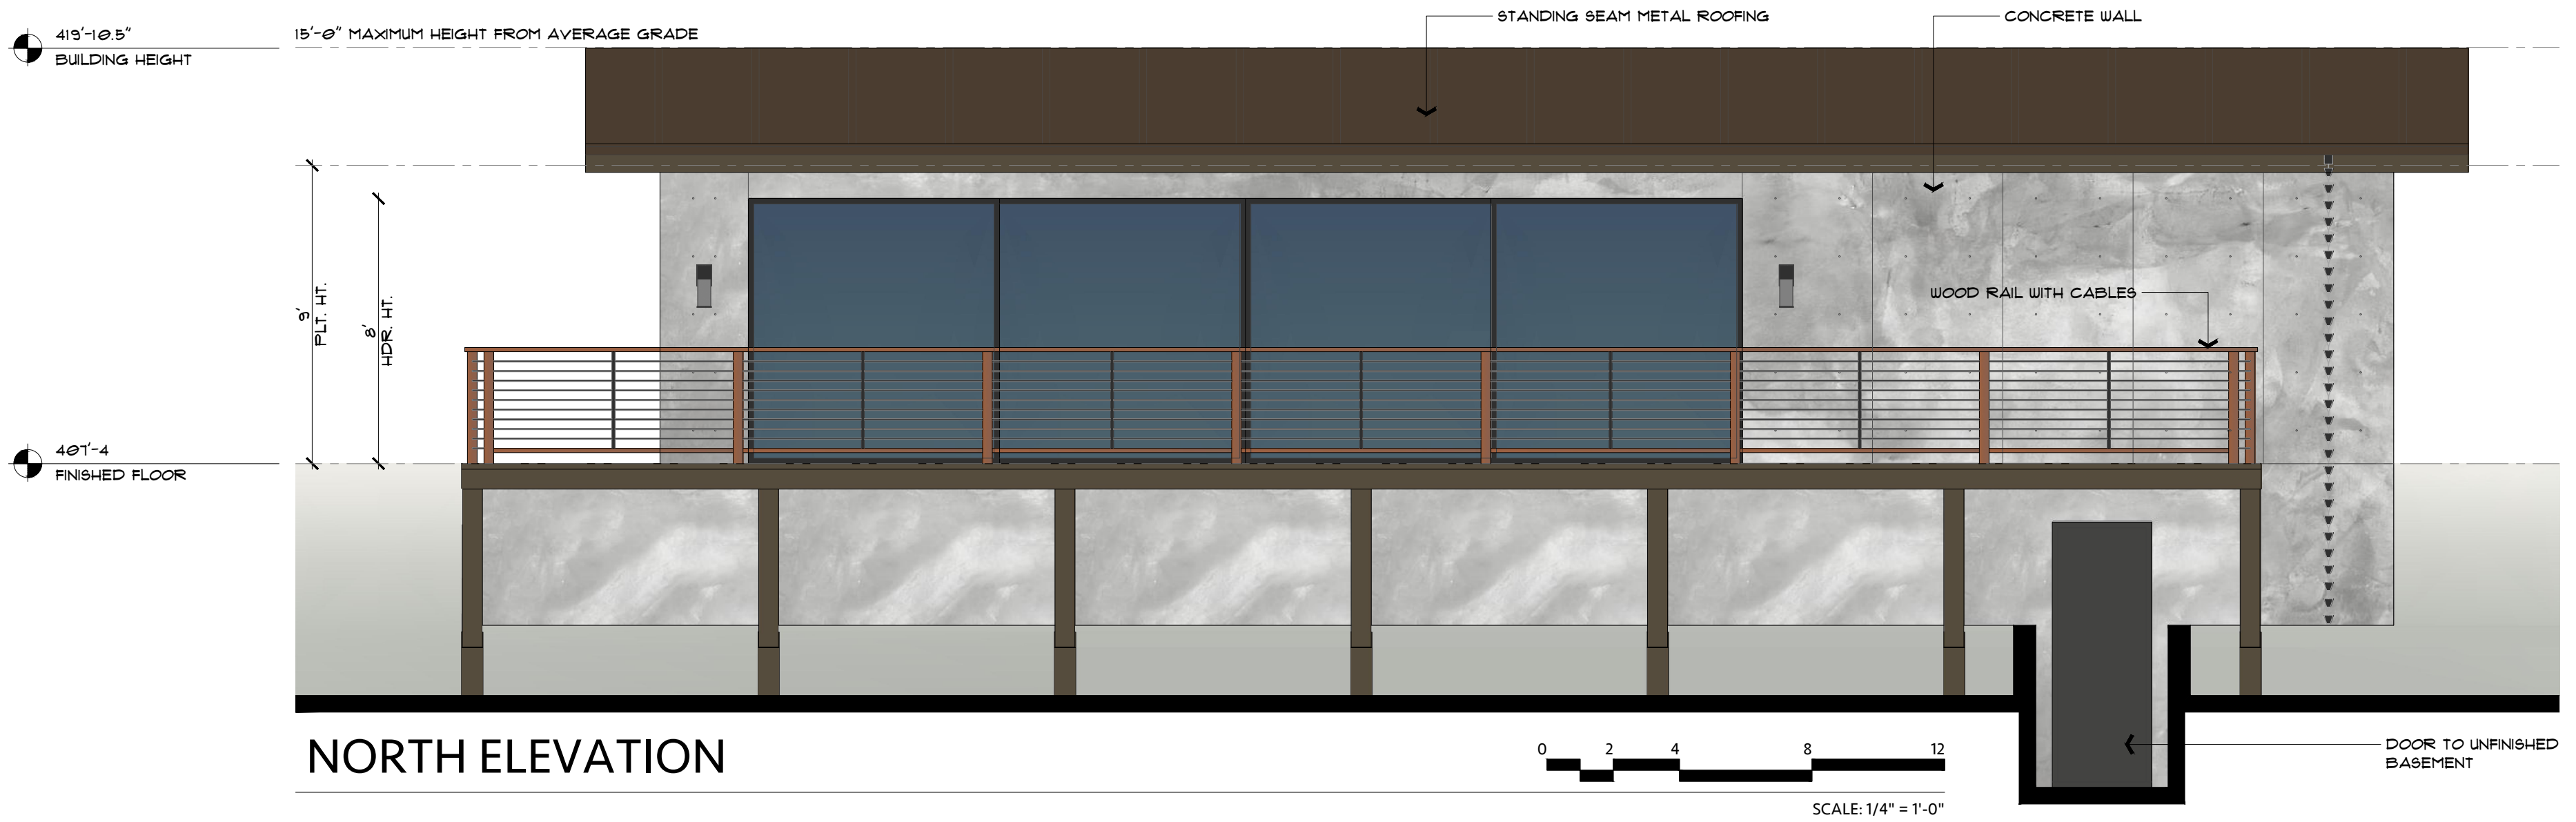 419'-10.5"
BUILDING HEIGHT
15'-0" MAXIMUM HEIGHT FROM AVERAGE GRADE
STANDING SEAM METAL ROOFING
CONCRETE WALL
9'
PLT. HT.
8'
HDR. HT.
WOOD RAIL WITH CABLES
407'-4
FINISHED FLOOR
NORTH ELEVATION
0 2 4 8 12
SCALE: 1/4" = 1'-0"
DOOR TO UNFINISHED
BASEMENT